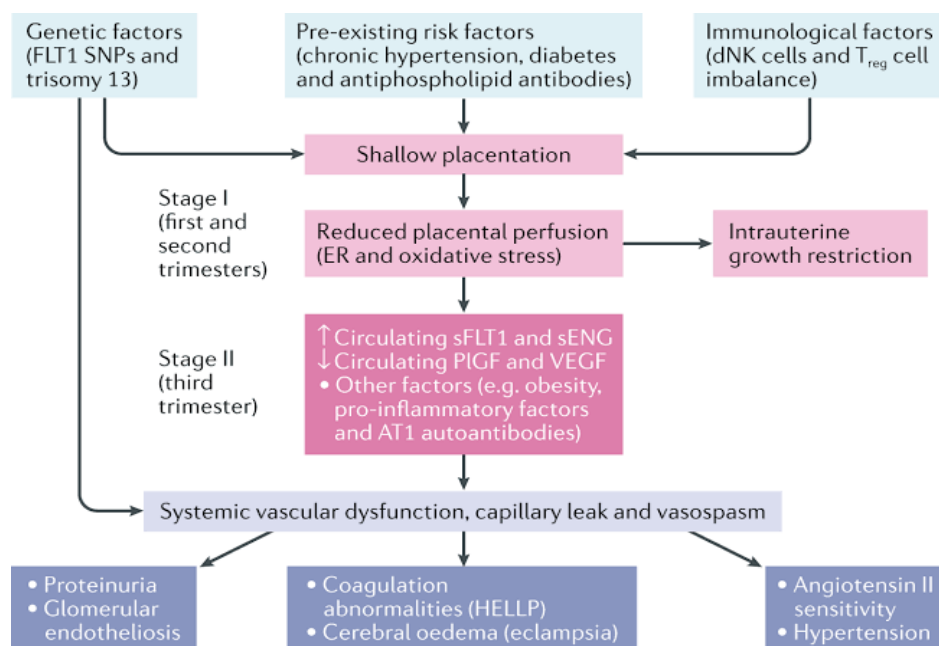 Genetic factors
(FLT1 SNPs and
trisomy 13)
Pre-existing risk factors
(chronic hypertension, diabetes
and antiphospholipid antibodies)
Immunological factors
(dNK cells and Treg cell
imbalance)
Shallow placentation
Stage I
(first and
second
trimesters)
Reduced placental perfusion
(ER and oxidative stress)
Intrauterine
growth restriction
Stage II
(third
trimester)
↑ Circulating sFLT1 and sENG
↓ Circulating PlGF and VEGF
• Other factors (e.g. obesity,
pro-inflammatory factors
and AT1 autoantibodies)
Systemic vascular dysfunction, capillary leak and vasospasm
• Proteinuria
• Glomerular
endotheliosis
• Coagulation
abnormalities (HELLP)
• Cerebral oedema (eclampsia)
• Angiotensin II
sensitivity
• Hypertension